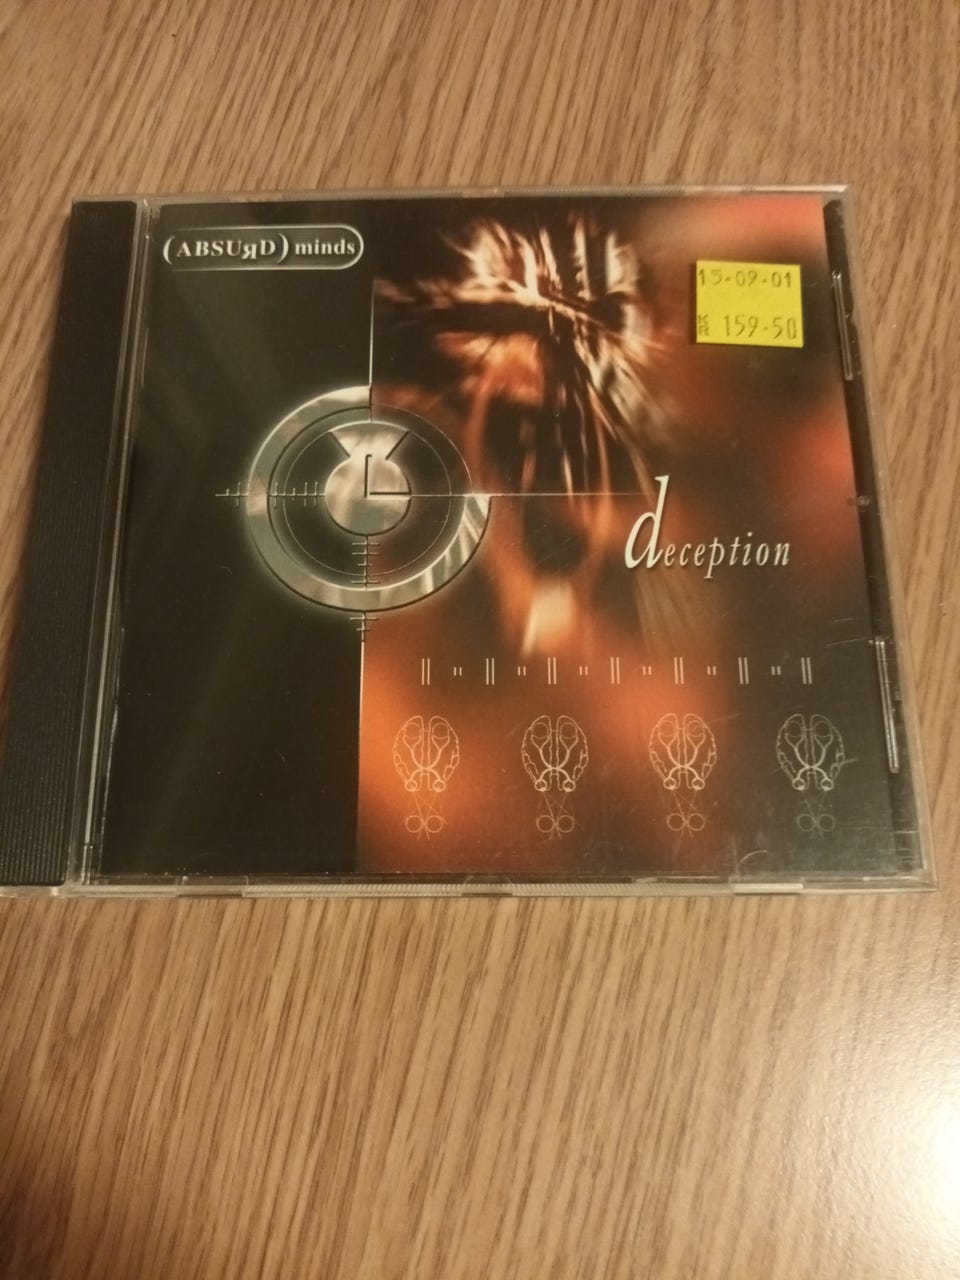 (ABSUЯD) minds
15-09-01
KR 159-50
deception